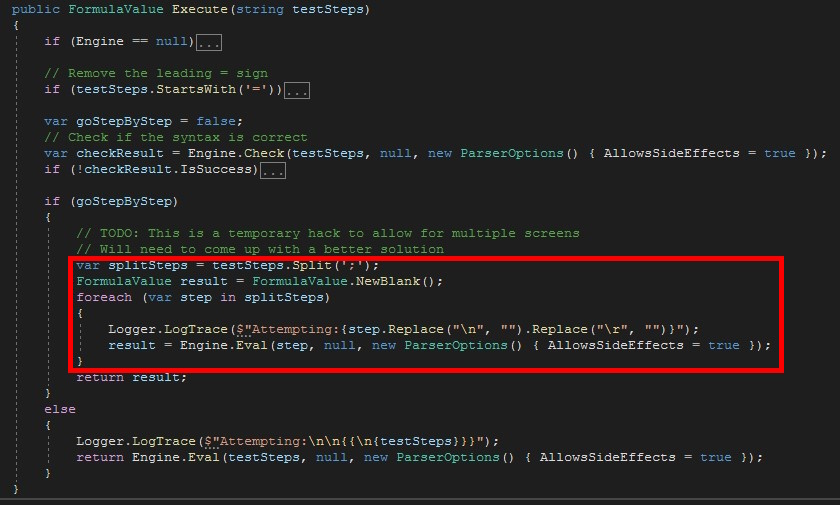 public FormulaValue Execute(string testSteps)
{
if (Engine == null)...
// Remove the leading = sign
if (testSteps.StartsWith('='))...
var goStepByStep = false;
// Check if the syntax is correct
var checkResult = Engine.Check(testSteps, null, new ParserOptions() { AllowsSideEffects = true });
if (!checkResult.IsSuccess)...
if (goStepByStep)
{
// TODO: This is a temporary hack to allow for multiple screens
// Will need to come up with a better solution
var splitSteps = testSteps.Split(';');
FormulaValue result = FormulaValue.NewBlank();
foreach (var step in splitSteps)
{
Logger.LogTrace($"Attempting:{step.Replace("\n", "").Replace("\r", "")}");
result = Engine.Eval(step, null, new ParserOptions() { AllowsSideEffects = true });
}
return result;
}
else
{
Logger.LogTrace($"Attempting:\n\n{{\n{testSteps}}}");
return Engine.Eval(testSteps, null, new ParserOptions() { AllowsSideEffects = true });
}
}